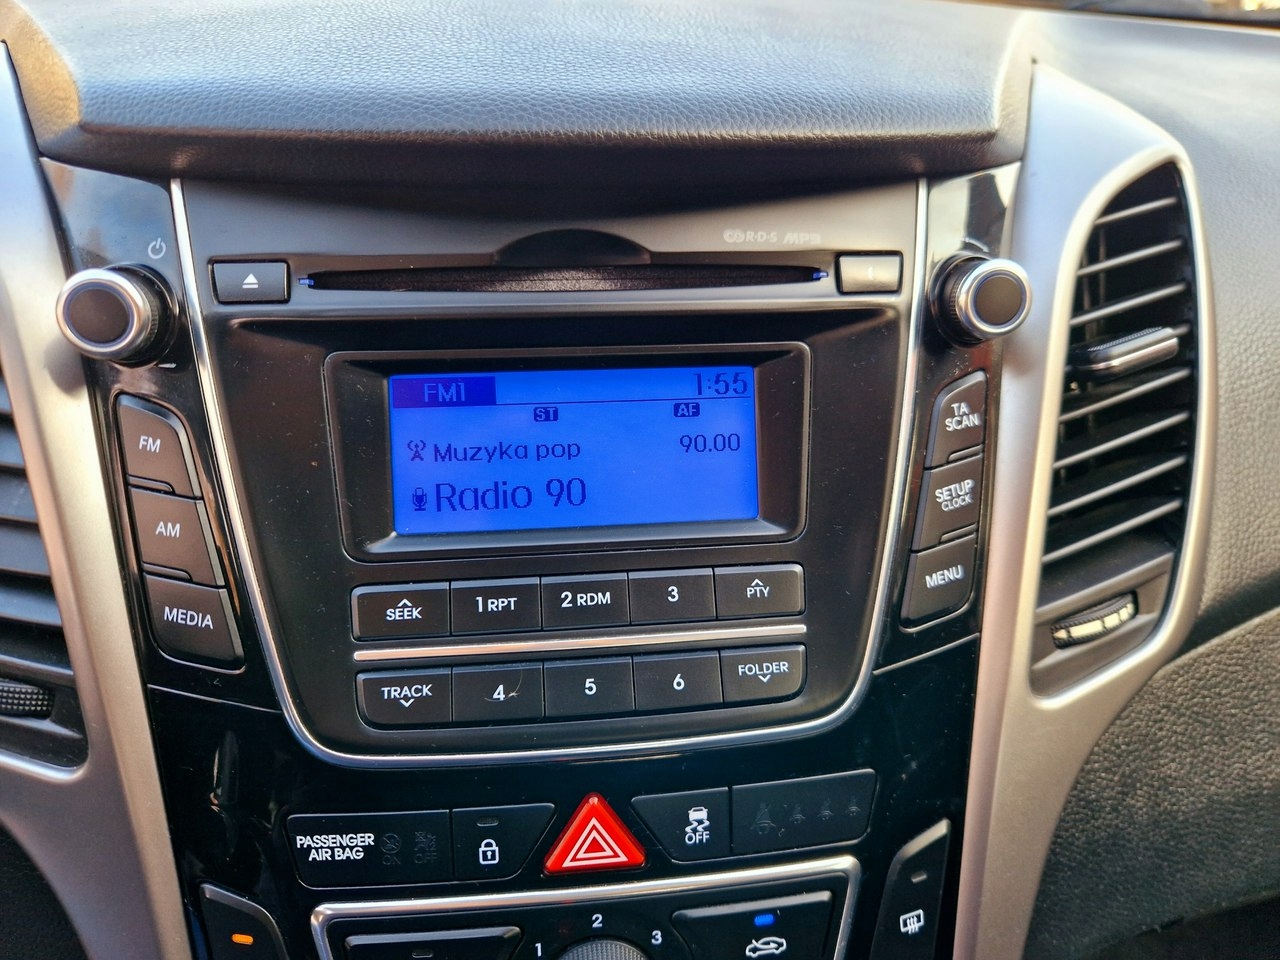 R·D·S MP3
FM1 1:55
ST AF
Muzyka pop 90.00
Radio 90
FM
AM
MEDIA
TA
SCAN
SETUP
CLOCK
MENU
SEEK 1 RPT 2 RDM 3 PTY
TRACK 4 5 6 FOLDER
PASSENGER
AIR BAG
ON
OFF
OFF
1 2 3